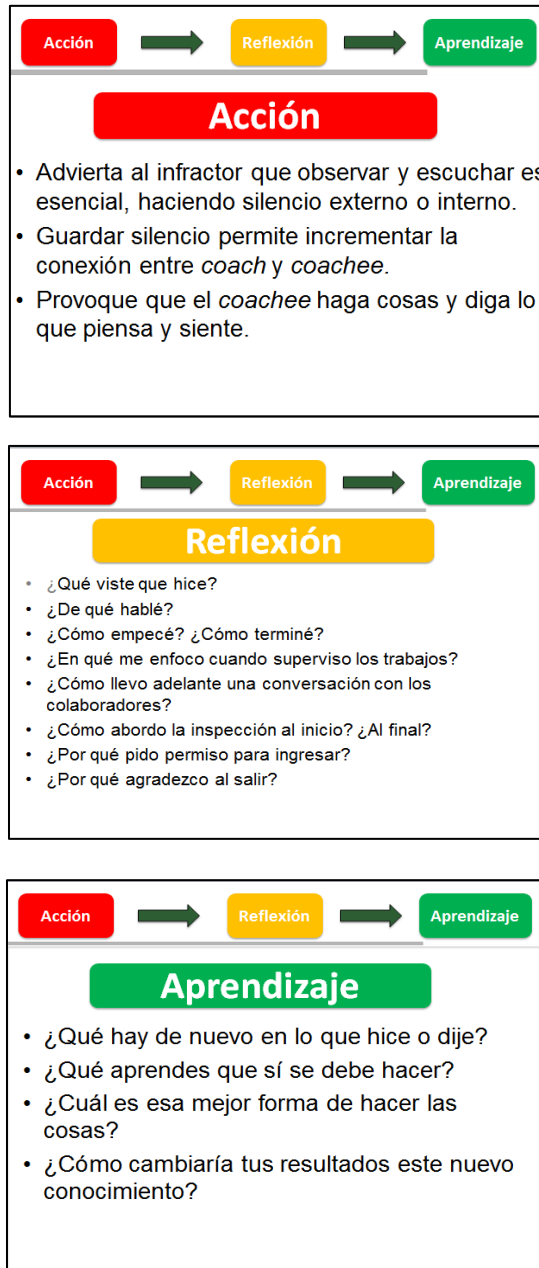 Acción Reflexión Aprendizaje
Acción
• Advierta al infractor que observar y escuchar es
esencial, haciendo silencio externo o interno.
• Guardar silencio permite incrementar la
conexión entre coach y coachee.
• Provoque que el coachee haga cosas y diga lo
que piensa y siente.
Acción Reflexión Aprendizaje
Reflexión
• ¿Qué viste que hice?
• ¿De qué hablé?
• ¿Cómo empecé? ¿Cómo terminé?
• ¿En qué me enfoco cuando superviso los trabajos?
• ¿Cómo llevo adelante una conversación con los
colaboradores?
• ¿Cómo abordo la inspección al inicio? ¿Al final?
• ¿Por qué pido permiso para ingresar?
• ¿Por qué agradezco al salir?
Acción Reflexión Aprendizaje
Aprendizaje
• ¿Qué hay de nuevo en lo que hice o dije?
• ¿Qué aprendes que sí se debe hacer?
• ¿Cuál es esa mejor forma de hacer las
cosas?
• ¿Cómo cambiaría tus resultados este nuevo
conocimiento?